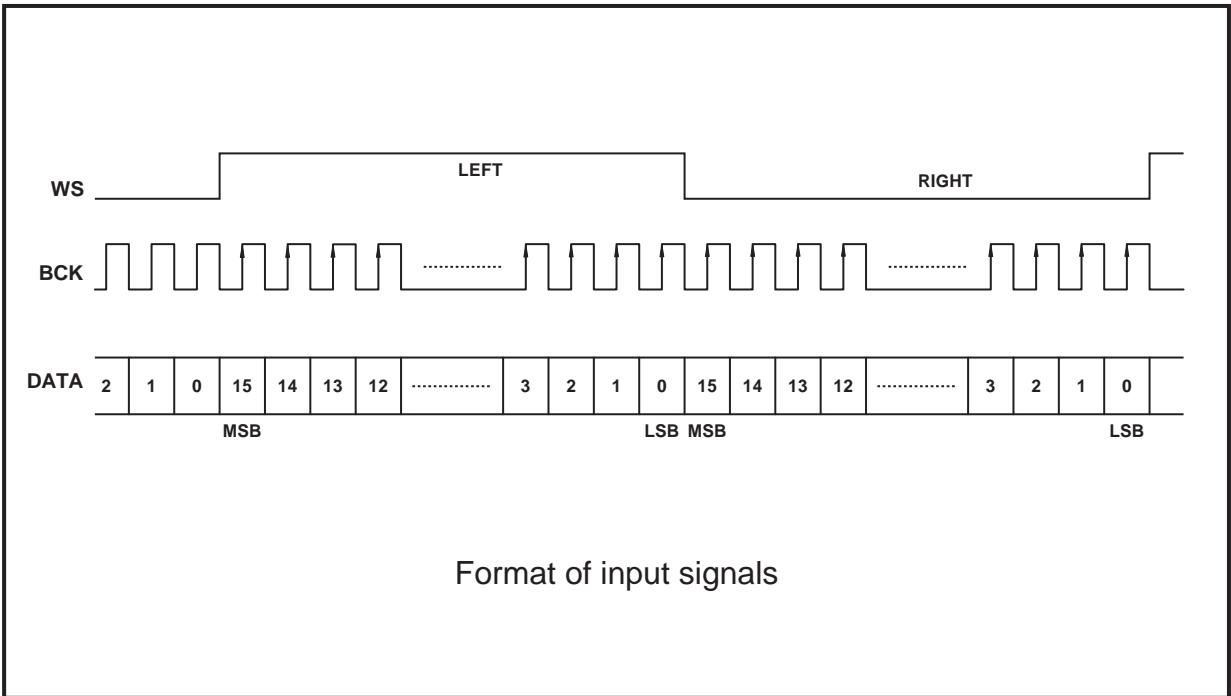 LEFT
WS
RIGHT
BCK
DATA 2 1 0 15 14 13 12 3 2 1 0 15 14 13 12 3 2 1 0
MSB LSB MSB LSB
Format of input signals